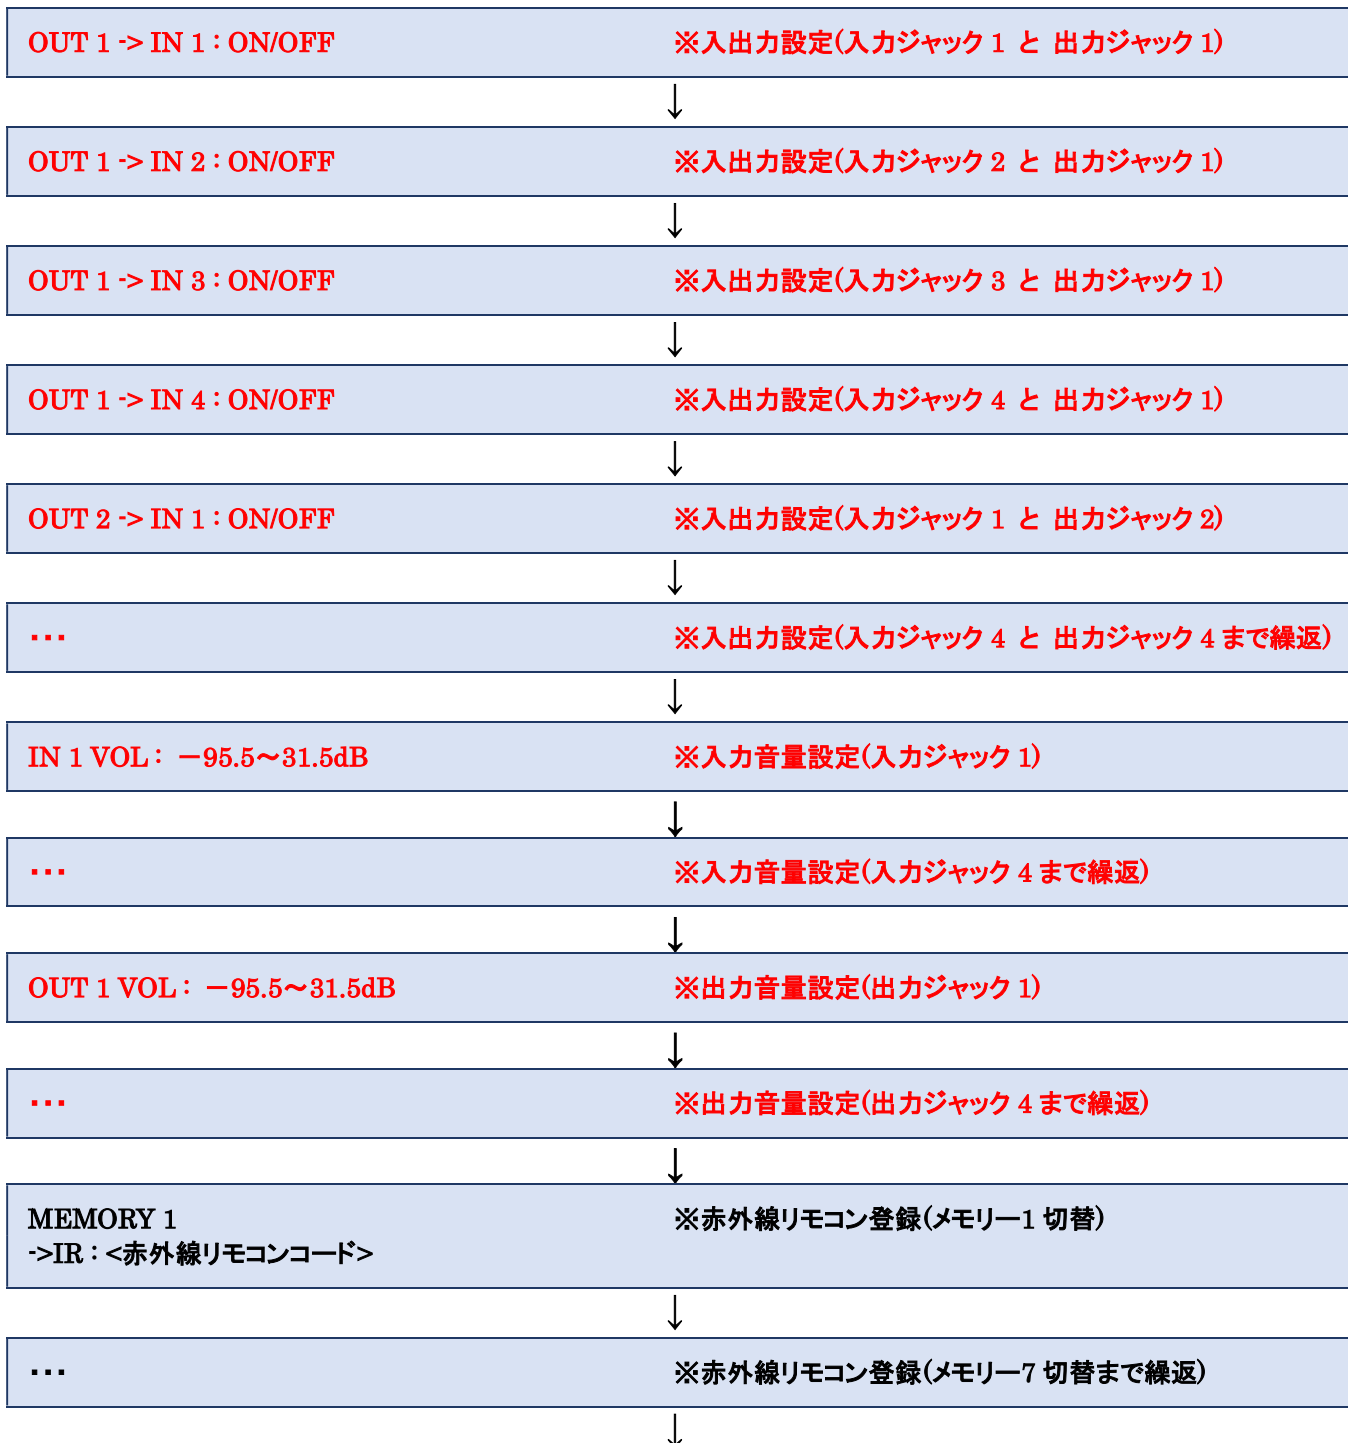 OUT 1 -> IN 1 : ON/OFF ※入出力設定(入力ジャック 1 と 出力ジャック 1)
↓
OUT 1 -> IN 2 : ON/OFF ※入出力設定(入力ジャック 2 と 出力ジャック 1)
↓
OUT 1 -> IN 3 : ON/OFF ※入出力設定(入力ジャック 3 と 出力ジャック 1)
↓
OUT 1 -> IN 4 : ON/OFF ※入出力設定(入力ジャック 4 と 出力ジャック 1)
↓
OUT 2 -> IN 1 : ON/OFF ※入出力設定(入力ジャック 1 と 出力ジャック 2)
↓
・・・ ※入出力設定(入力ジャック 4 と 出力ジャック 4 まで繰返)
↓
IN 1 VOL : －95.5～31.5dB ※入力音量設定(入力ジャック 1)
↓
・・・ ※入力音量設定(入力ジャック 4 まで繰返)
↓
OUT 1 VOL : －95.5～31.5dB ※出力音量設定(出力ジャック 1)
↓
・・・ ※出力音量設定(出力ジャック 4 まで繰返)
↓
MEMORY 1 ※赤外線リモコン登録(メモリー1 切替)
->IR : <赤外線リモコンコード>
↓
・・・ ※赤外線リモコン登録(メモリー7 切替まで繰返)
↓